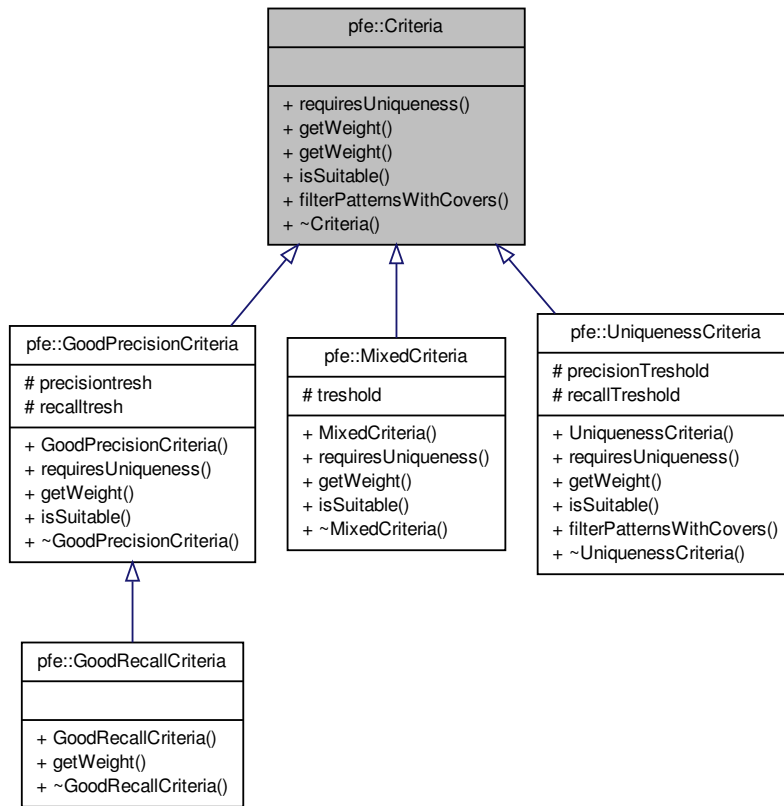 pfe::Criteria
+ requiresUniqueness()
+ getWeight()
+ getWeight()
+ isSuitable()
+ filterPatternsWithCovers()
+ ~Criteria()
pfe::GoodPrecisionCriteria
# precisiontresh
# recalltresh
+ GoodPrecisionCriteria()
+ requiresUniqueness()
+ getWeight()
+ isSuitable()
+ ~GoodPrecisionCriteria()
pfe::MixedCriteria
# treshold
+ MixedCriteria()
+ requiresUniqueness()
+ getWeight()
+ isSuitable()
+ ~MixedCriteria()
pfe::UniquenessCriteria
# precisionTreshold
# recallTreshold
+ UniquenessCriteria()
+ requiresUniqueness()
+ getWeight()
+ isSuitable()
+ filterPatternsWithCovers()
+ ~UniquenessCriteria()
pfe::GoodRecallCriteria
+ GoodRecallCriteria()
+ getWeight()
+ ~GoodRecallCriteria()